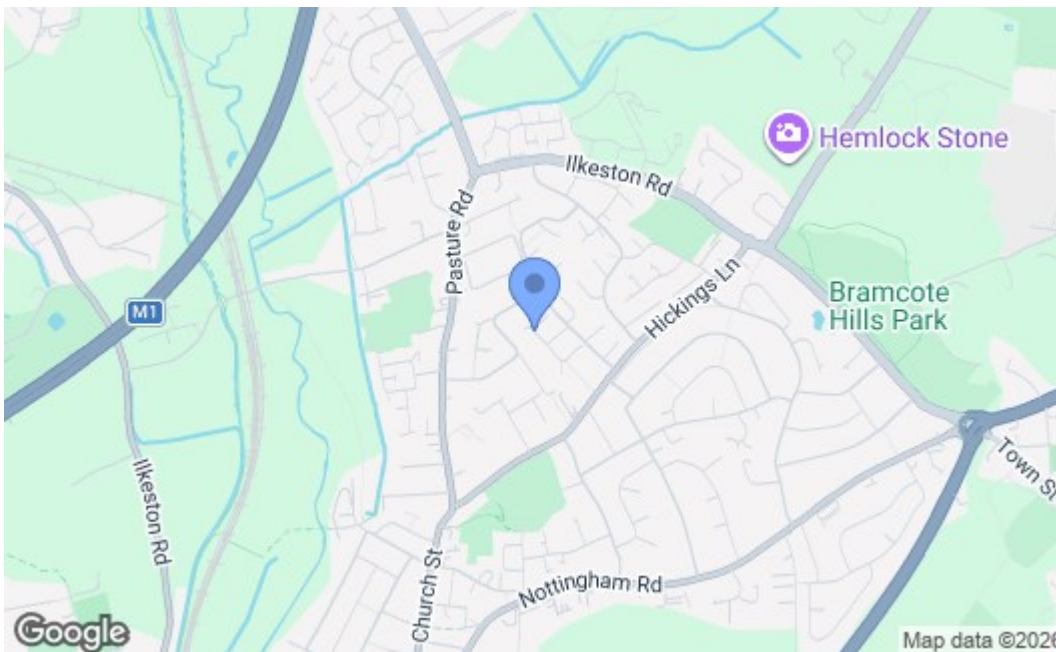 Hemlock Stone
Ilkeston Rd
Pasture Rd
Hickings Ln
Bramcote
Hills Park
M1
Ilkeston Rd
Town St
Church St
Nottingham Rd
Google
Map data ©2026